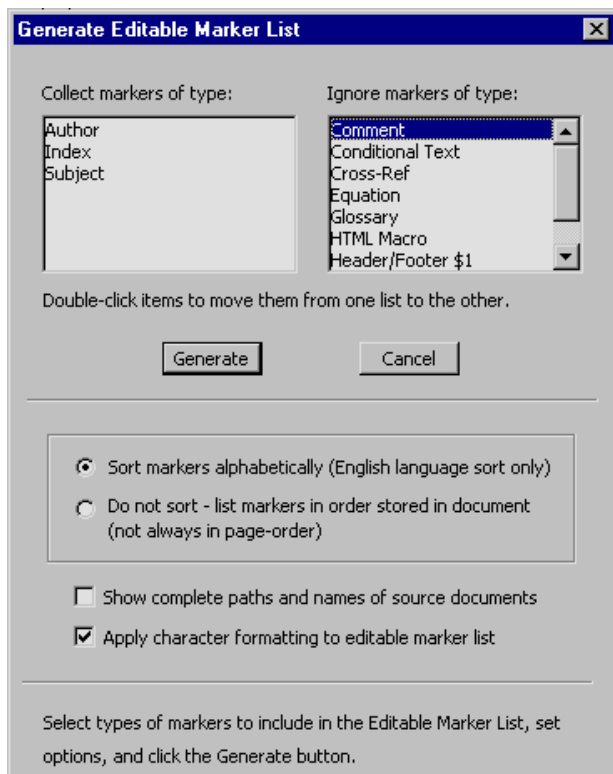 Generate Editable Marker List
Collect markers of type:
Author
Index
Subject
Ignore markers of type:
Comment
Conditional Text
Cross-Ref
Equation
Glossary
HTML Macro
Header/Footer $1
Double-click items to move them from one list to the other.
Generate
Cancel
Sort markers alphabetically (English language sort only)
Do not sort - list markers in order stored in document
(not always in page-order)
Show complete paths and names of source documents
Apply character formatting to editable marker list
Select types of markers to include in the Editable Marker List, set
options, and click the Generate button.